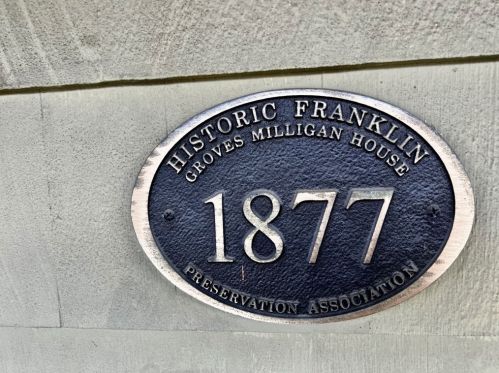 HISTORIC FRANKLIN
GROVES MILLIGAN HOUSE
1877
PRESERVATION ASSOCIATION